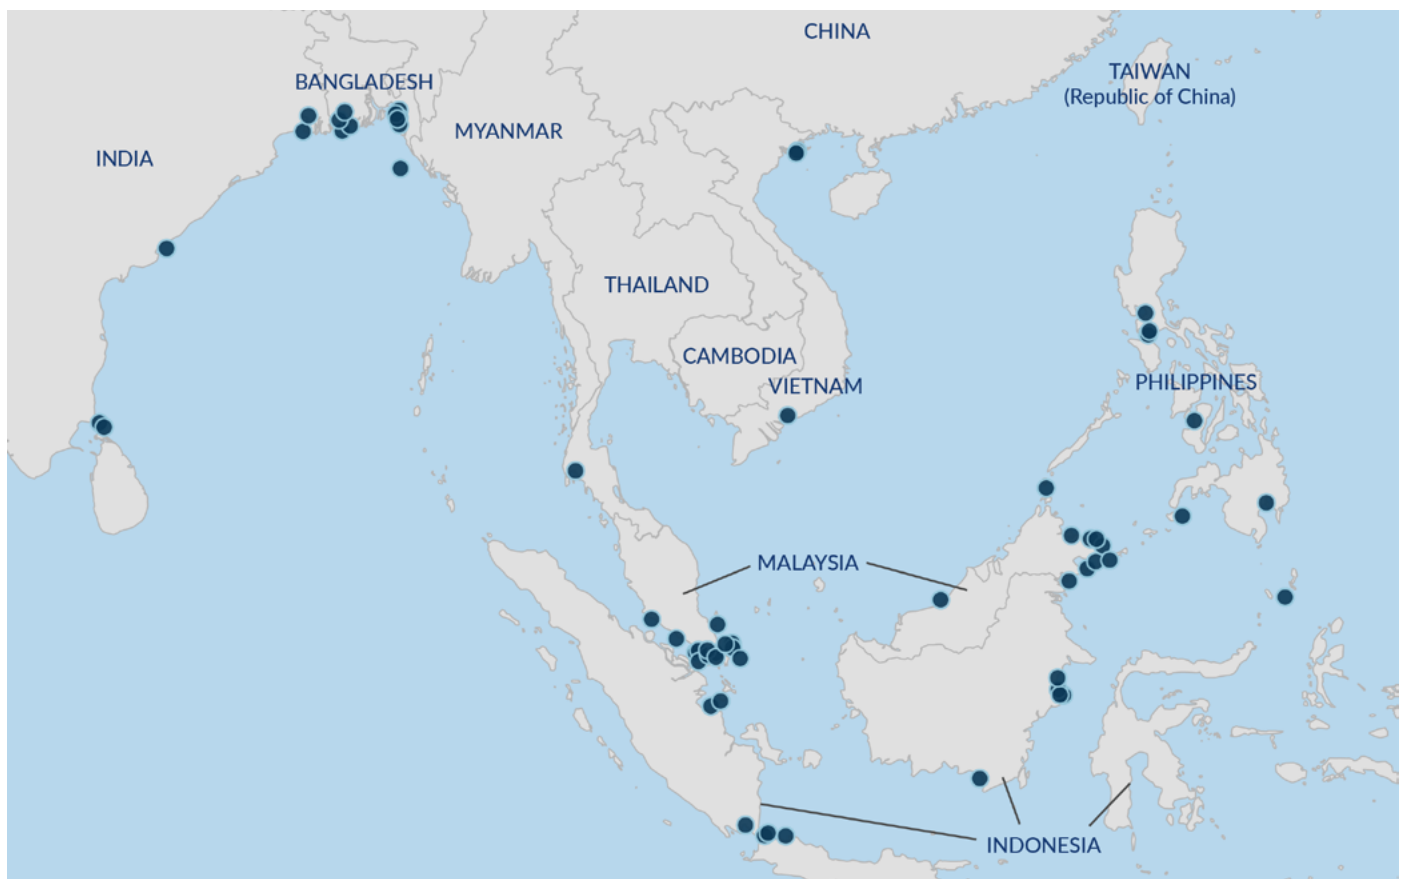 CHINA
TAIWAN
(Republic of China)
BANGLADESH
MYANMAR
INDIA
THAILAND
CAMBODIA
VIETNAM
PHILIPPINES
MALAYSIA
INDONESIA